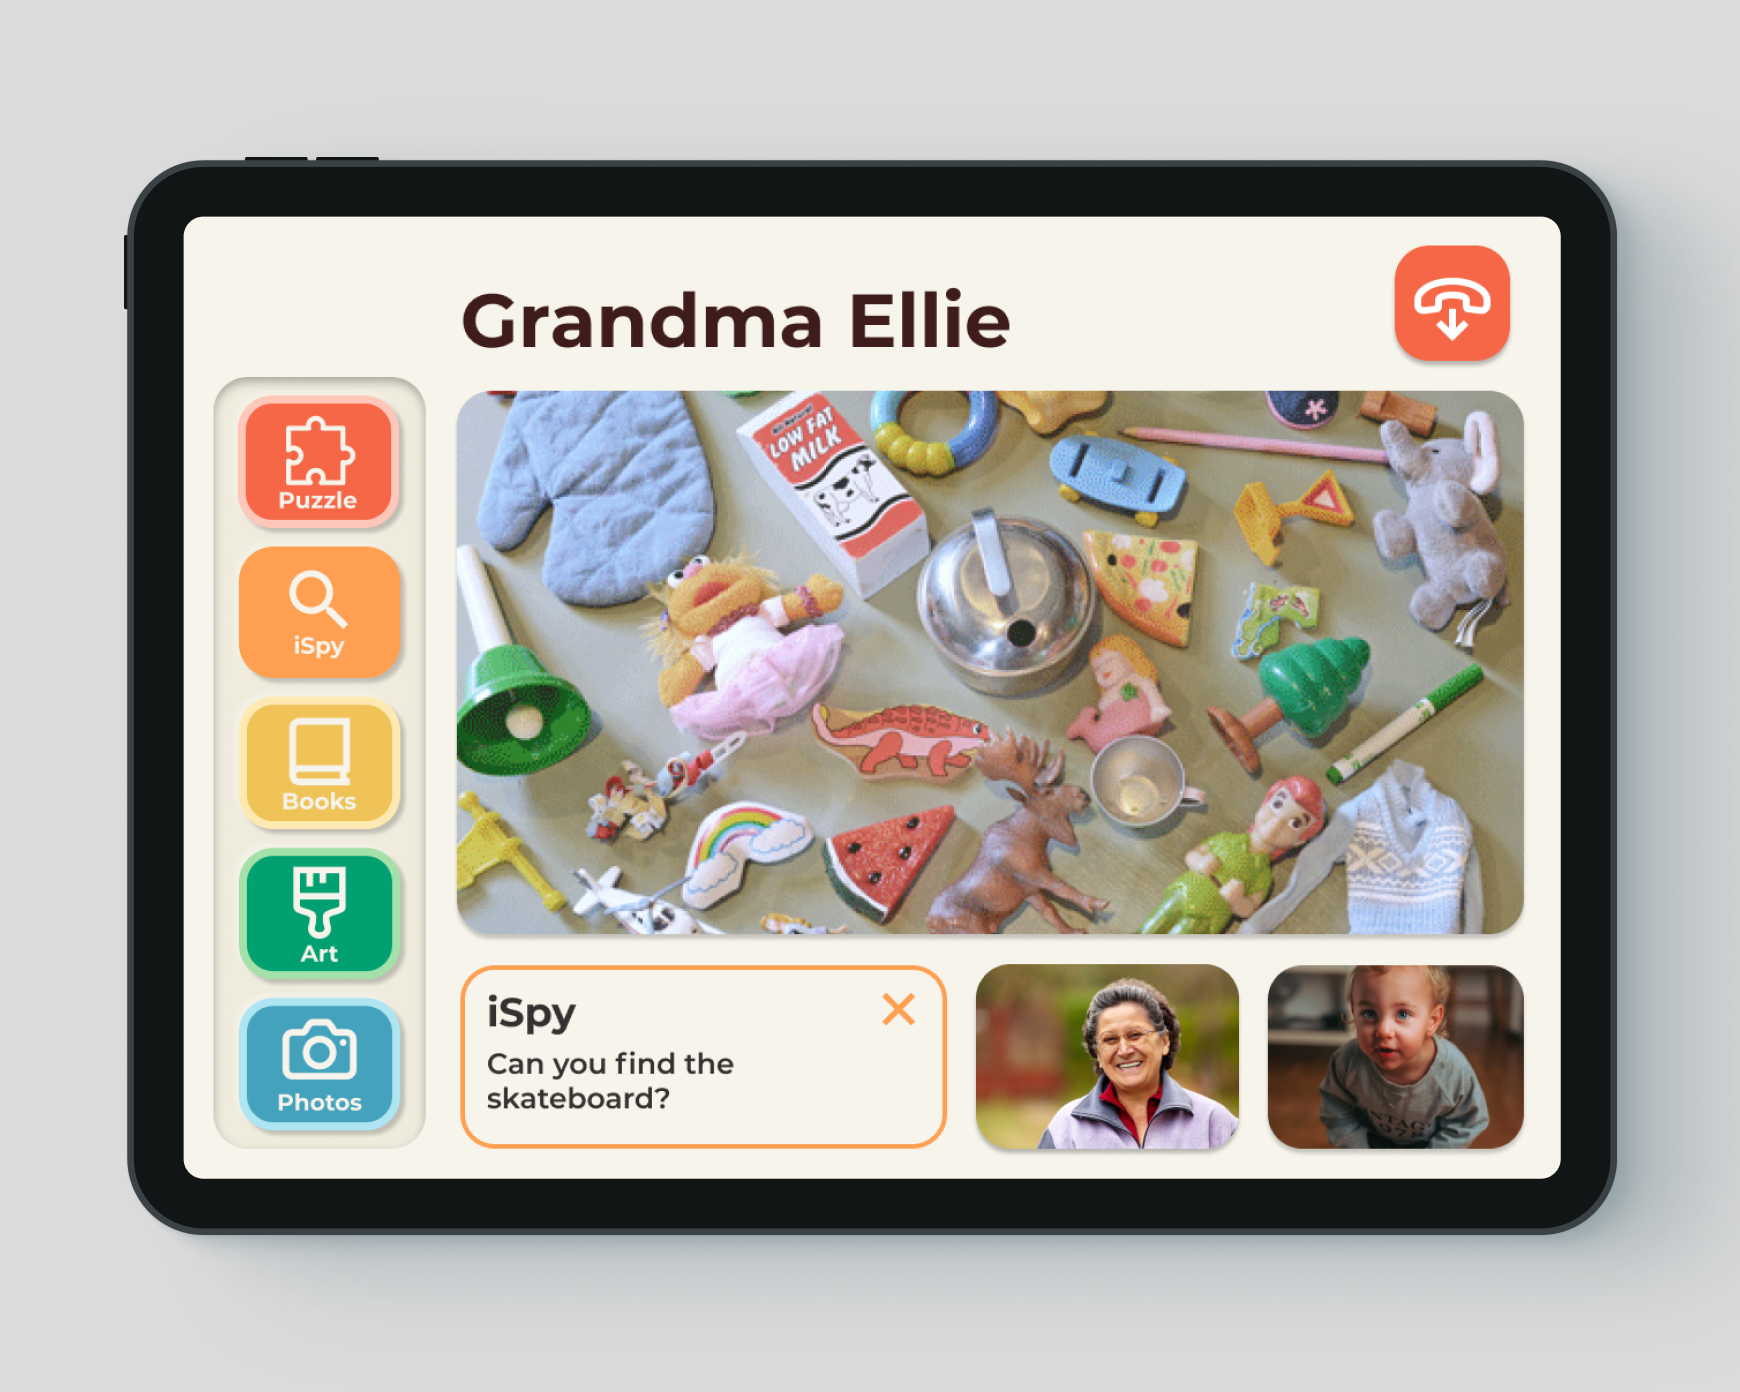 Grandma Ellie
Puzzle
iSpy
Books
Art
Photos
LOW FAT
MILK
iSpy
Can you find the
skateboard?